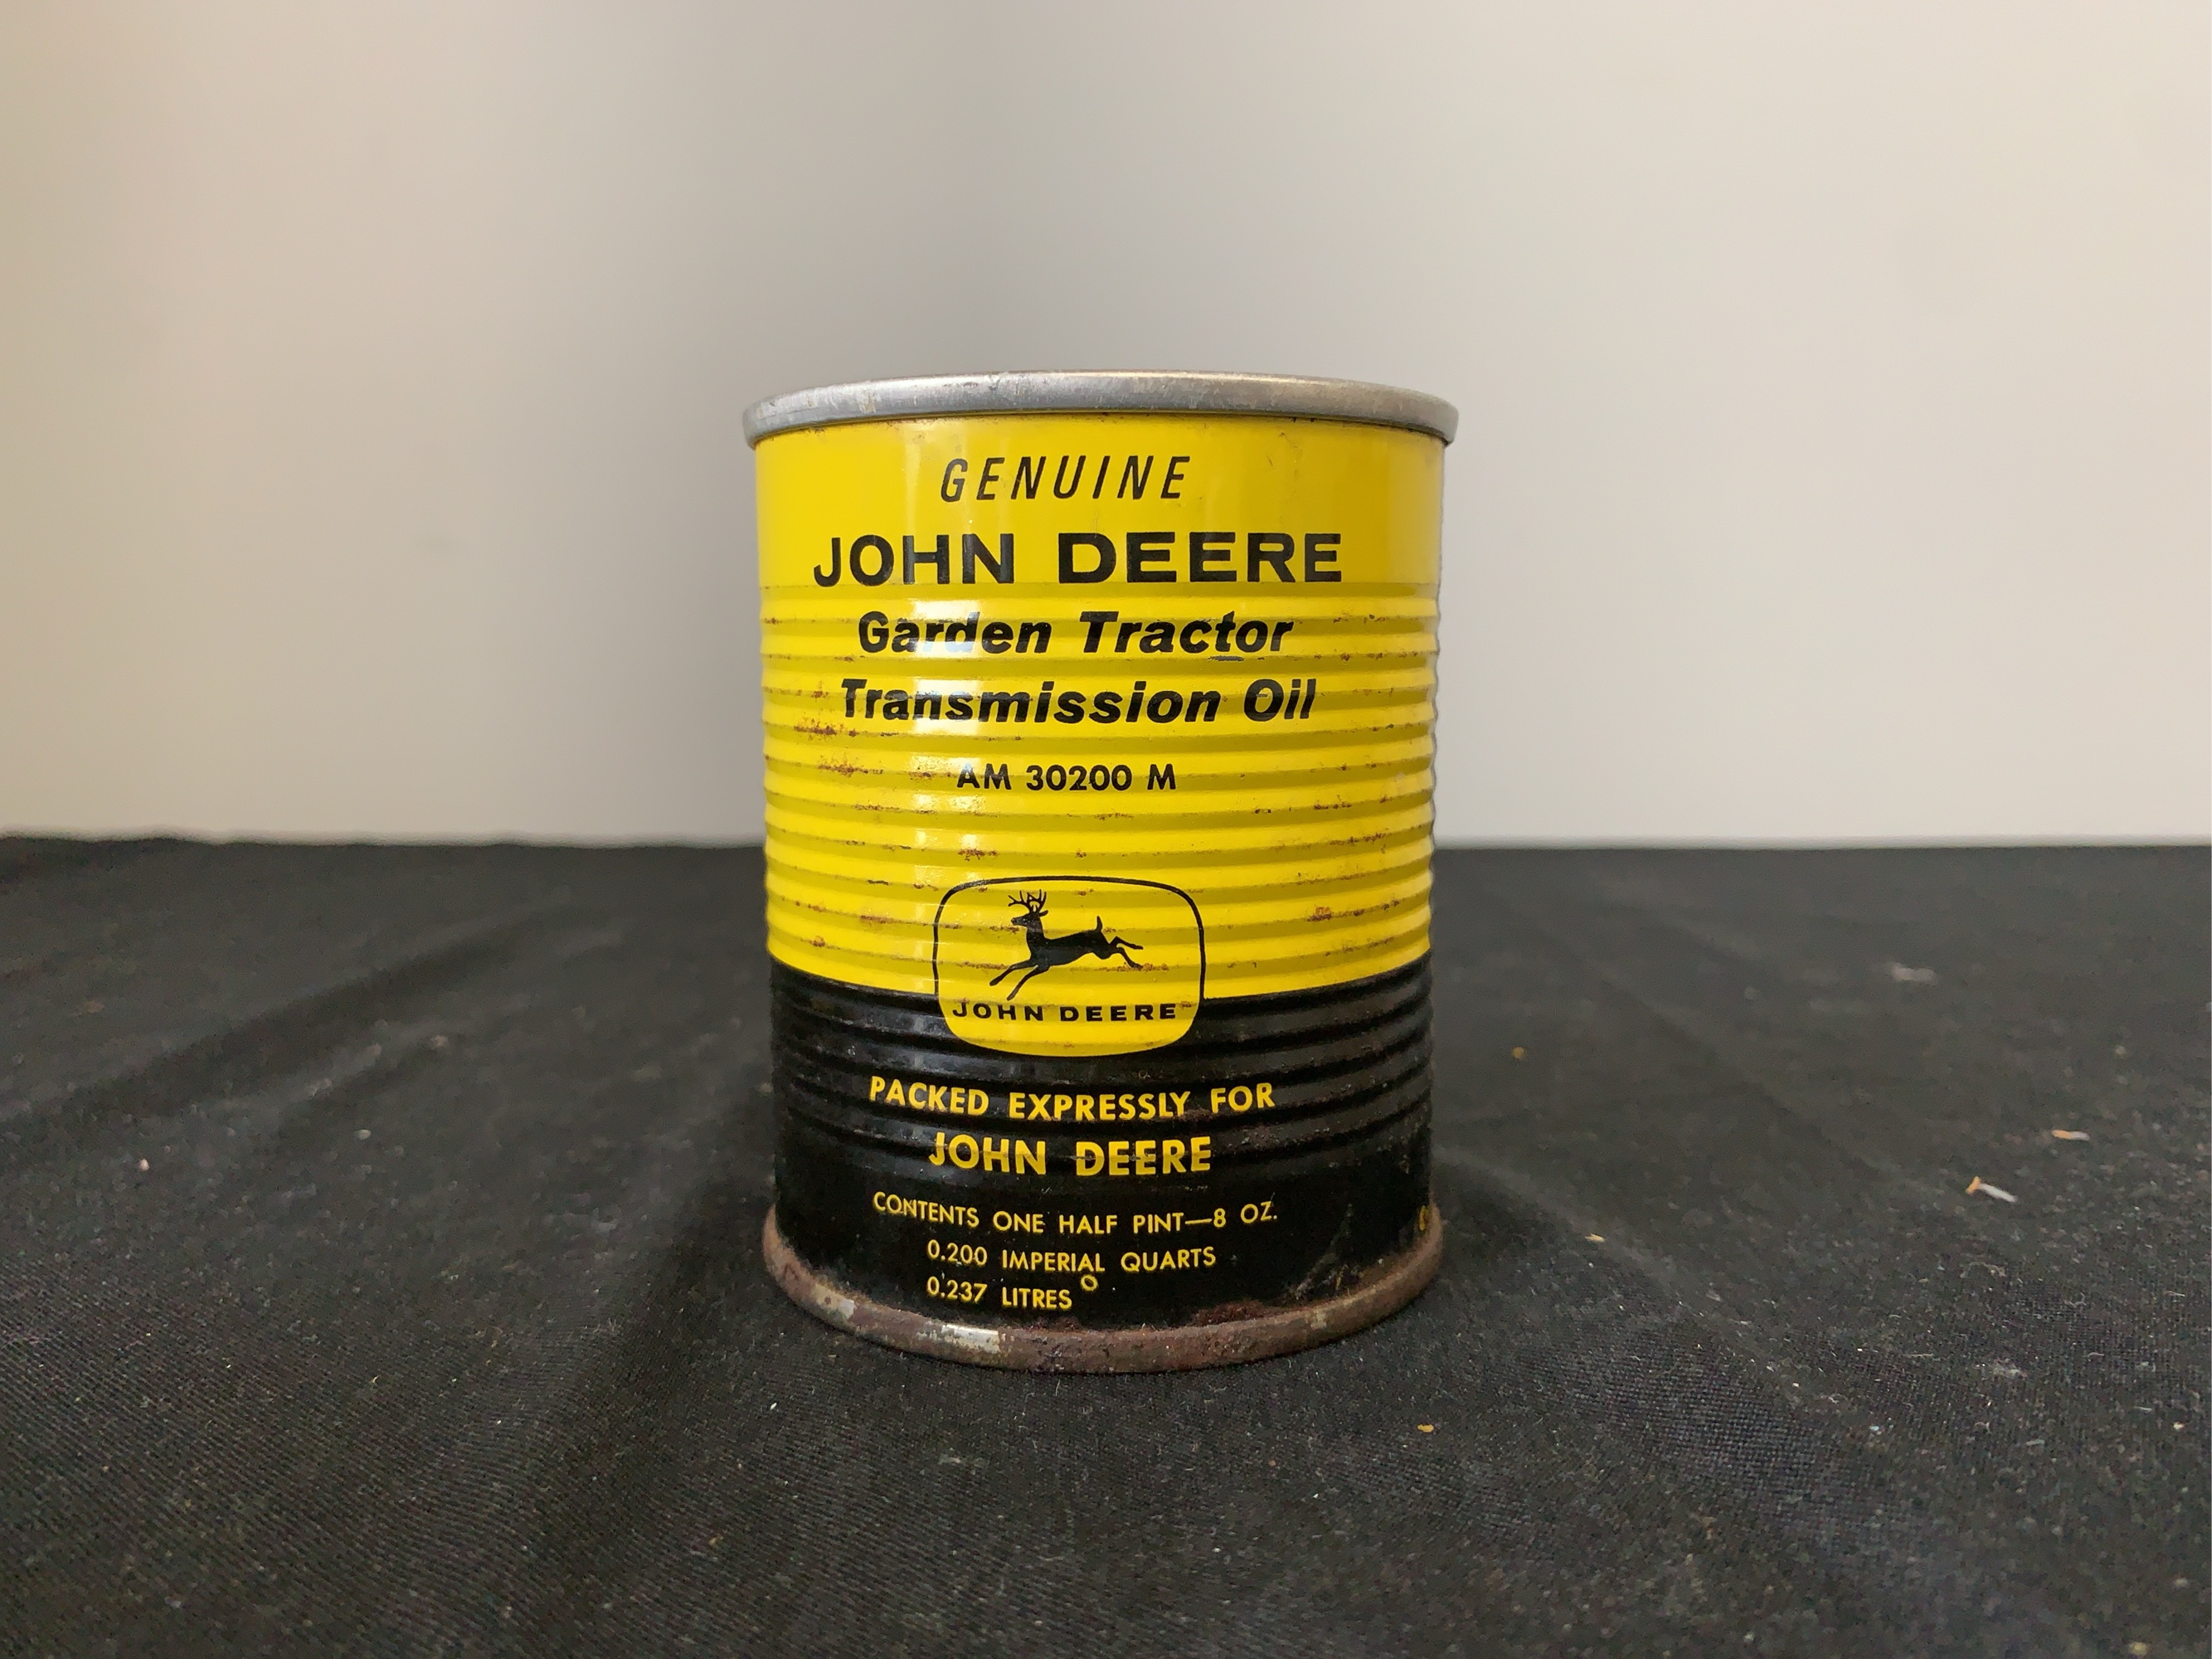 GENUINE
JOHN DEERE
Garden Tractor
Transmission Oil
AM 30200 M
JOHN DEERE
PACKED EXPRESSLY FOR
JOHN DEERE
CONTENTS ONE HALF PINT—8 OZ.
0.200 IMPERIAL QUARTS
0.237 LITRES